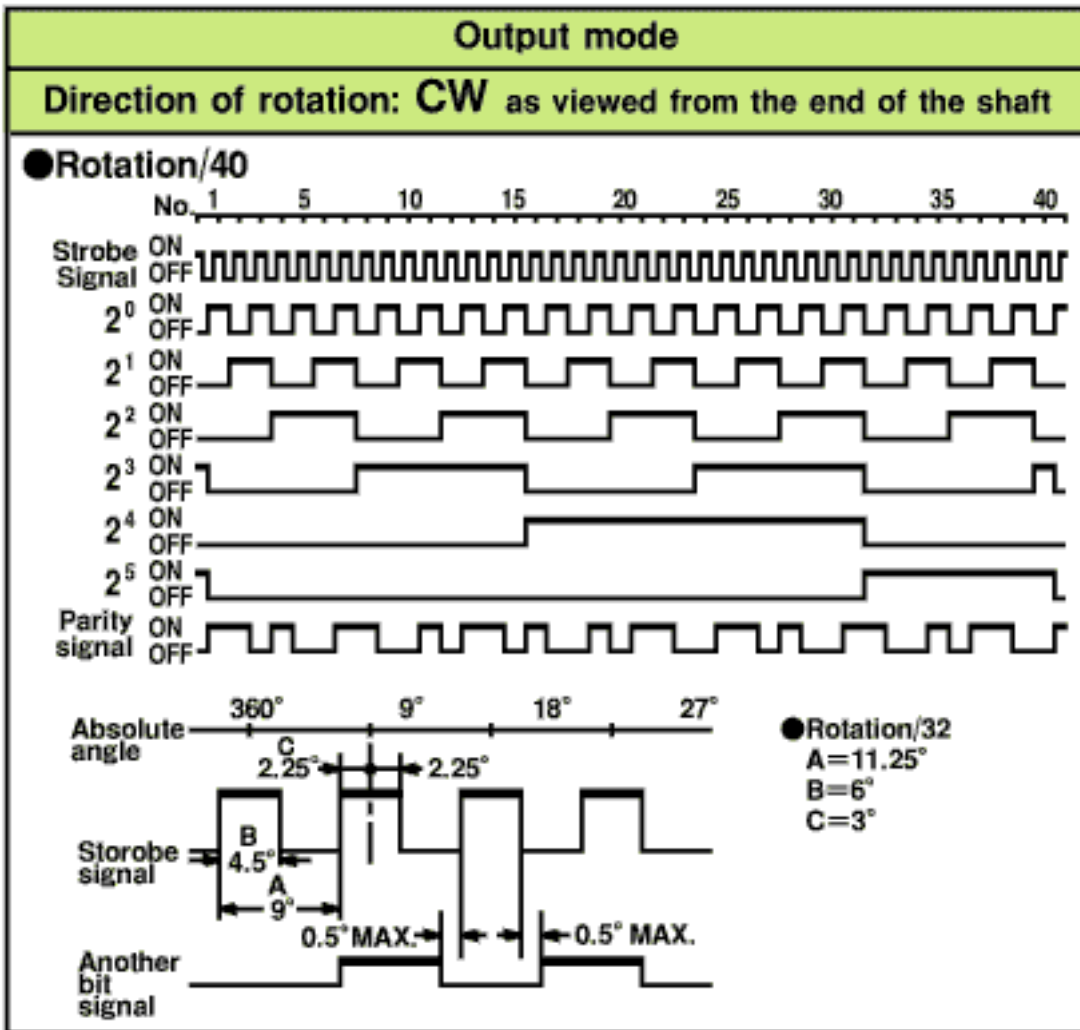 Output mode
Direction of rotation: CW as viewed from the end of the shaft
●Rotation/40
No. 1 5 10 15 20 25 30 35 40
Strobe Signal ON OFF
2⁰ ON OFF
2¹ ON OFF
2² ON OFF
2³ ON OFF
2⁴ ON OFF
2⁵ ON OFF
Parity signal ON OFF
Absolute angle 360° 9° 18° 27°
C
2.25° 2.25°
Storobe signal
B
4.5°
A
9°
0.5° MAX. 0.5° MAX.
Another bit signal
●Rotation/32
A=11.25°
B=6°
C=3°